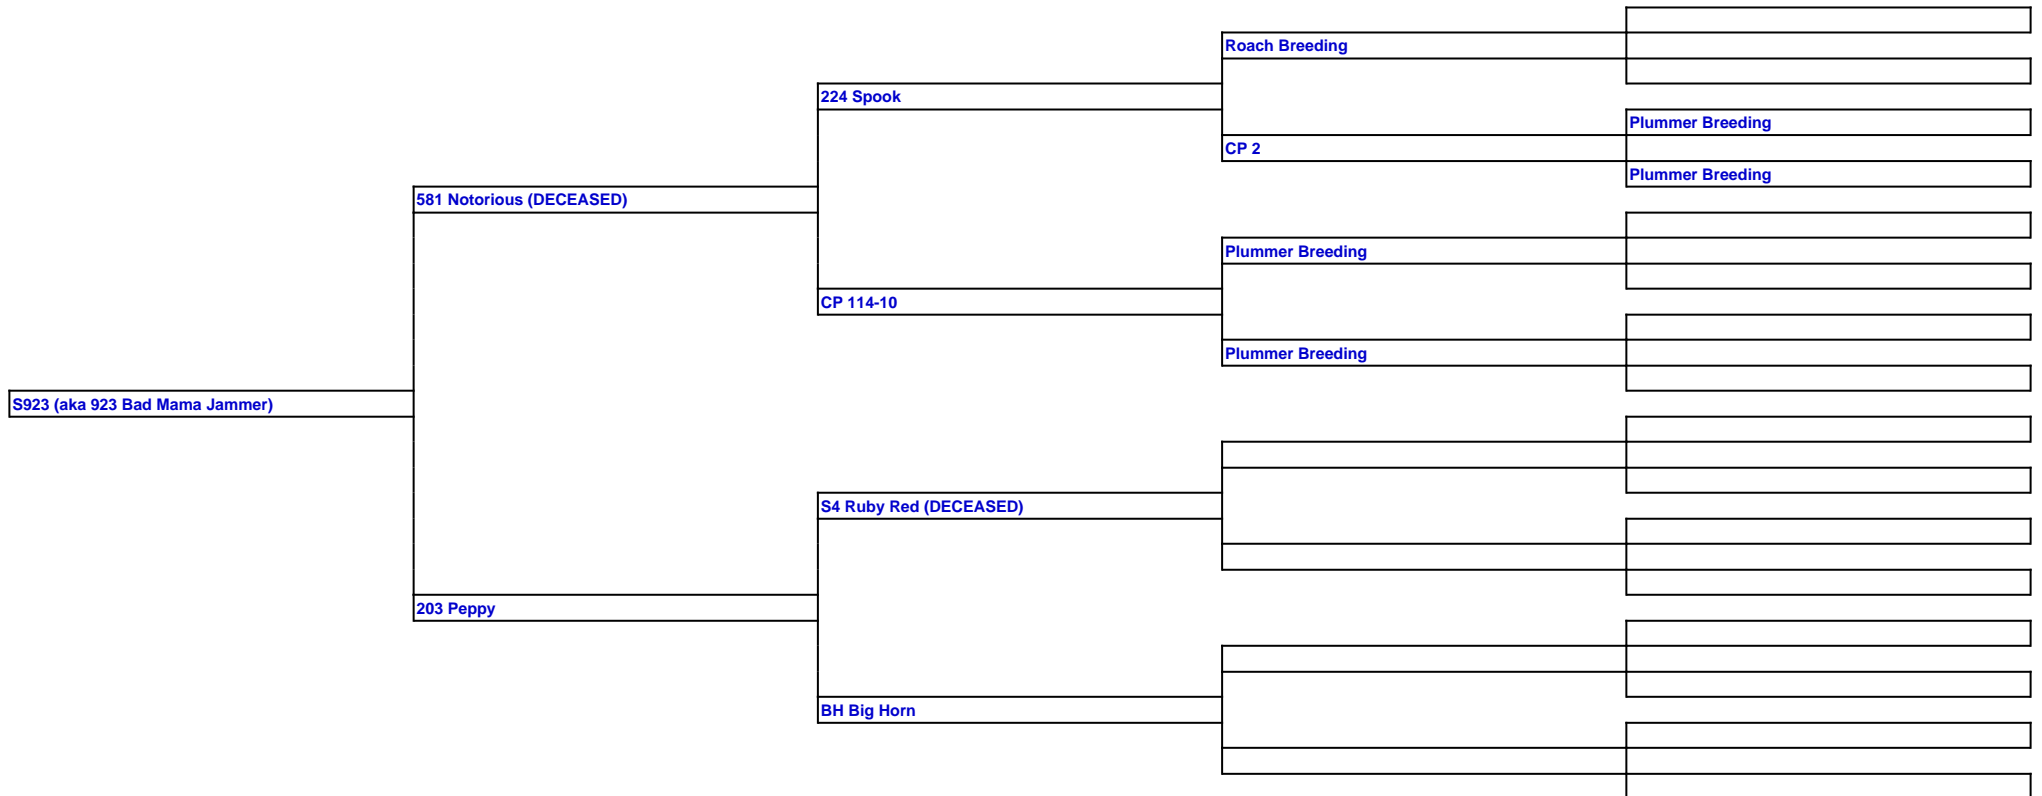 Roach Breeding
224 Spook
Plummer Breeding
CP 2
Plummer Breeding
581 Notorious (DECEASED)
Plummer Breeding
CP 114-10
Plummer Breeding
S923 (aka 923 Bad Mama Jammer)
S4 Ruby Red (DECEASED)
203 Peppy
BH Big Horn